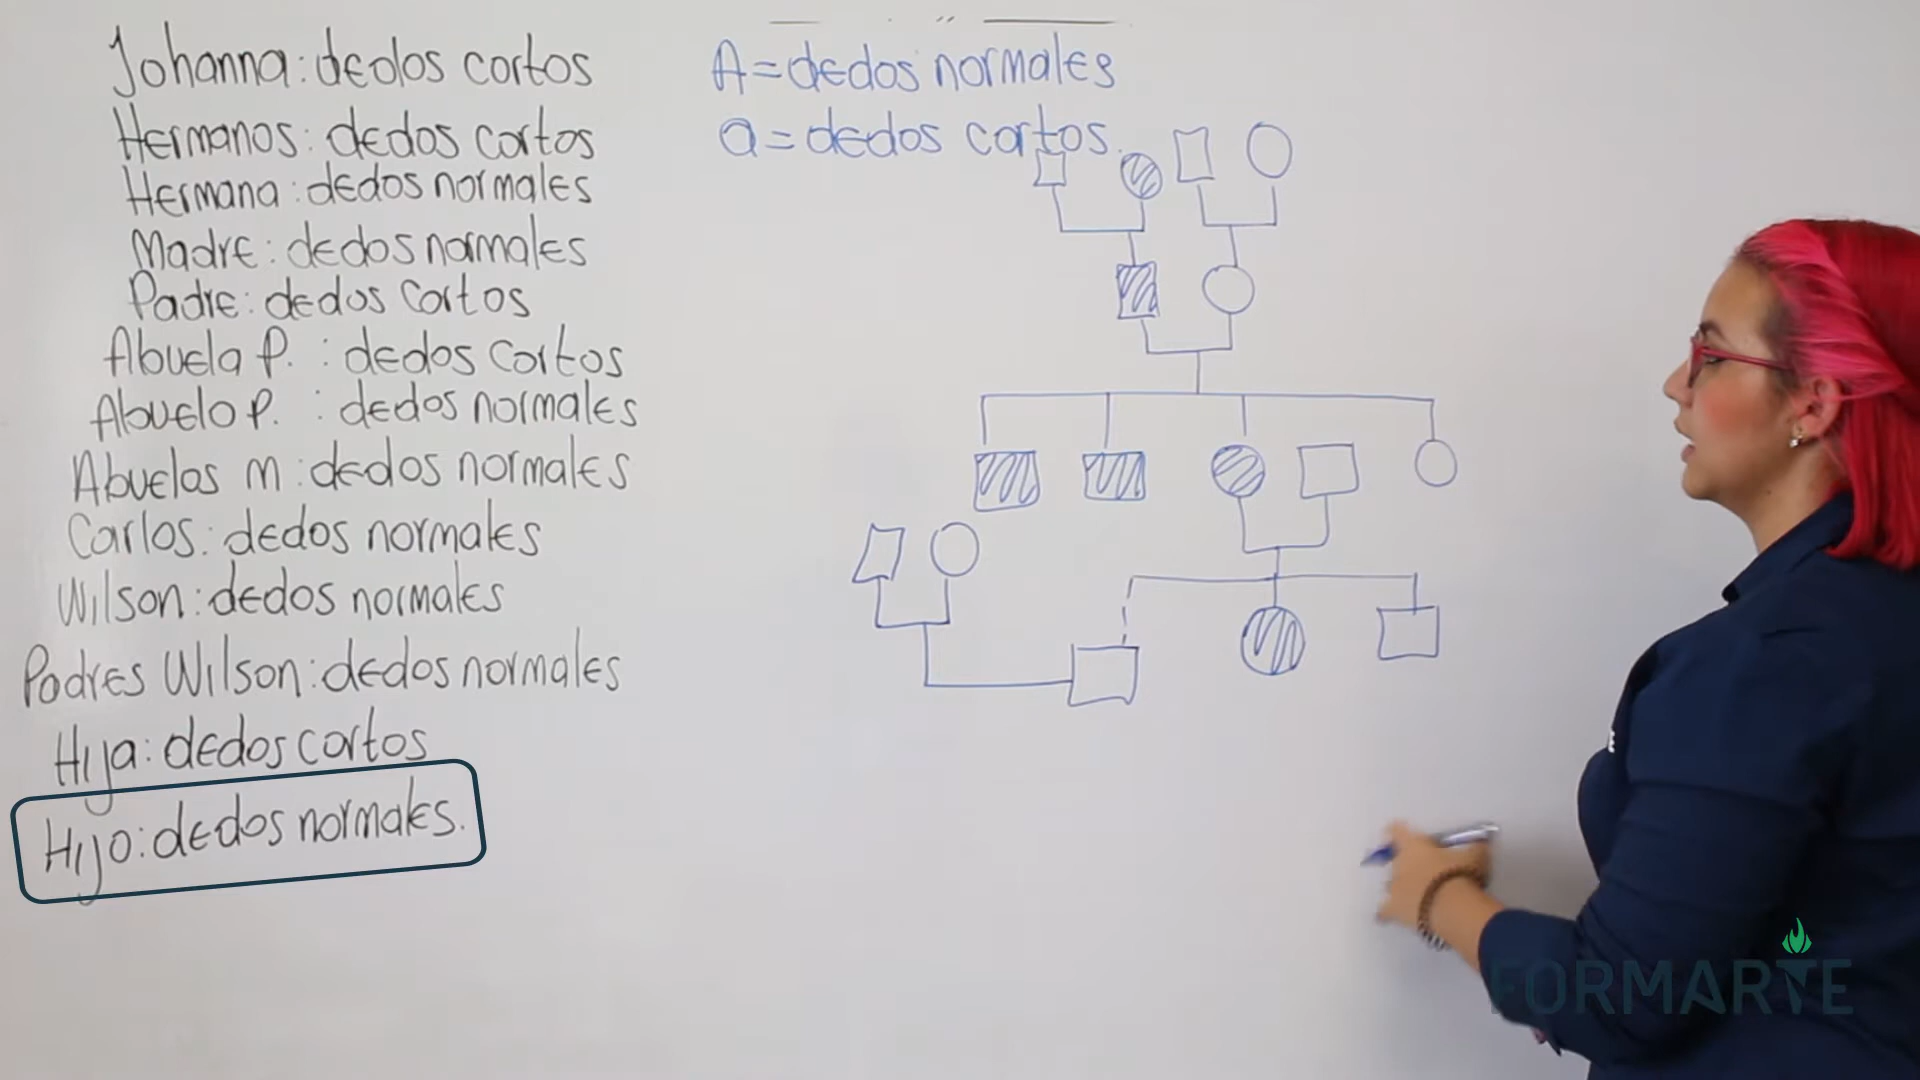 Johanna: dedos cortos
Hermanos: dedos cortos
Hermana: dedos normales
Madre: dedos normales
Padre: dedos cortos
Abuela P. : dedos cortos
Abuelo P. : dedos normales
Abuelos m: dedos normales
Carlos: dedos normales
Wilson: dedos normales
Padres Wilson: dedos normales
Hija: dedos cortos
Hijo: dedos normales.
A = dedos normales
a = dedos cortos.
FORMARTE